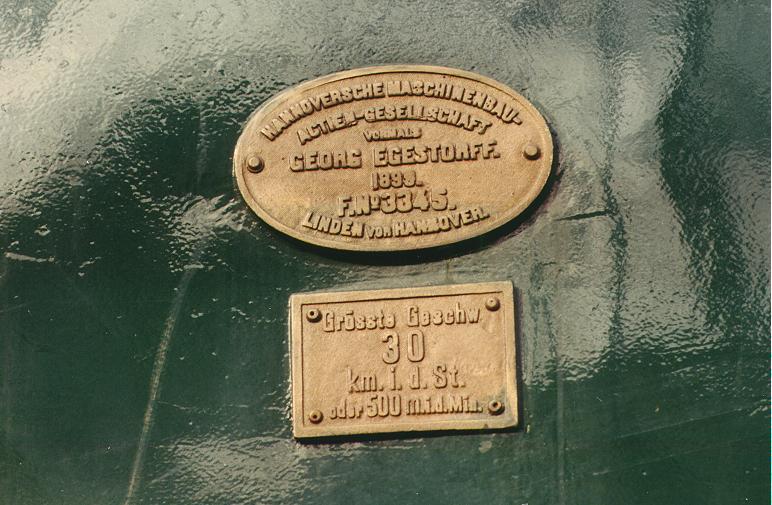 HANNOVERSCHE MASCHINENBAU-
ACTIEN-GESELLSCHAFT
VORMALS
GEORG EGESTORFF.
1899.
F.No 3345.
LINDEN VOR HANNOVER.
Grösste Geschw.
30
km. i. d. St.
oder 500 m.i.d.Min.